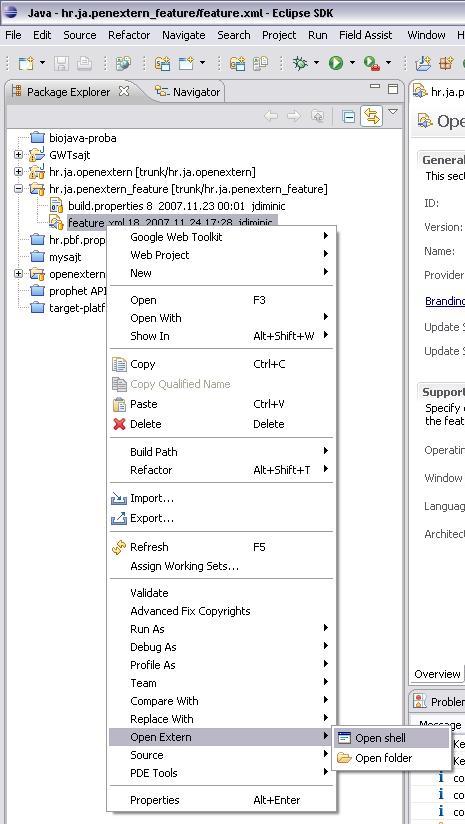 Java - hr.ja.penextern_feature/feature.xml - Eclipse SDK
File Edit Source Refactor Navigate Search Project Run Field Assist Window
Package Explorer Navigator
hr.ja.pen
biojava-proba
GWTsajt
hr.ja.openextern [trunk/hr.ja.openextern]
hr.ja.penextern_feature [trunk/hr.ja.penextern_feature]
build.properties 8 2007.11.23 00:01 jdiminic
feature.xml 18 2007.11.24 17:28 jdiminic
hr.pbf.prop
mysajt
openextern
prophet API
target-platf
Google Web Toolkit
Web Project
New
Open F3
Open With
Show In Alt+Shift+W
Copy Ctrl+C
Copy Qualified Name
Paste Ctrl+V
Delete Delete
Build Path
Refactor Alt+Shift+T
Import...
Export...
Refresh F5
Assign Working Sets...
Validate
Advanced Fix Copyrights
Run As
Debug As
Profile As
Team
Compare With
Replace With
Open Extern
Source
PDE Tools
Properties Alt+Enter
Open shell
Open folder
Ope
General
This sect
ID:
Version:
Name:
Provider
Branding
Update S
Update S
Support
Specify
the feat
Operatin
Window
Languag
Architec
Overview
Problem
Message
Ke
Ke
co
co
co